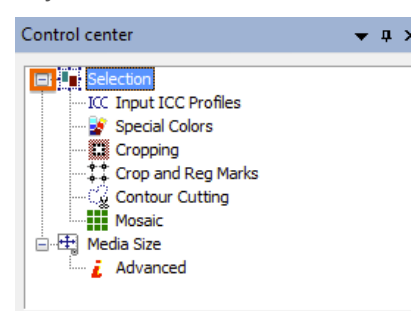 Control center
Selection
ICC Input ICC Profiles
Special Colors
Cropping
Crop and Reg Marks
Contour Cutting
Mosaic
Media Size
i Advanced